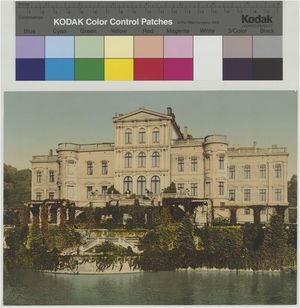 KODAK Color Control Patches
Kodak
Blue Cyan Green Yellow Red Magenta White 3/Color Black